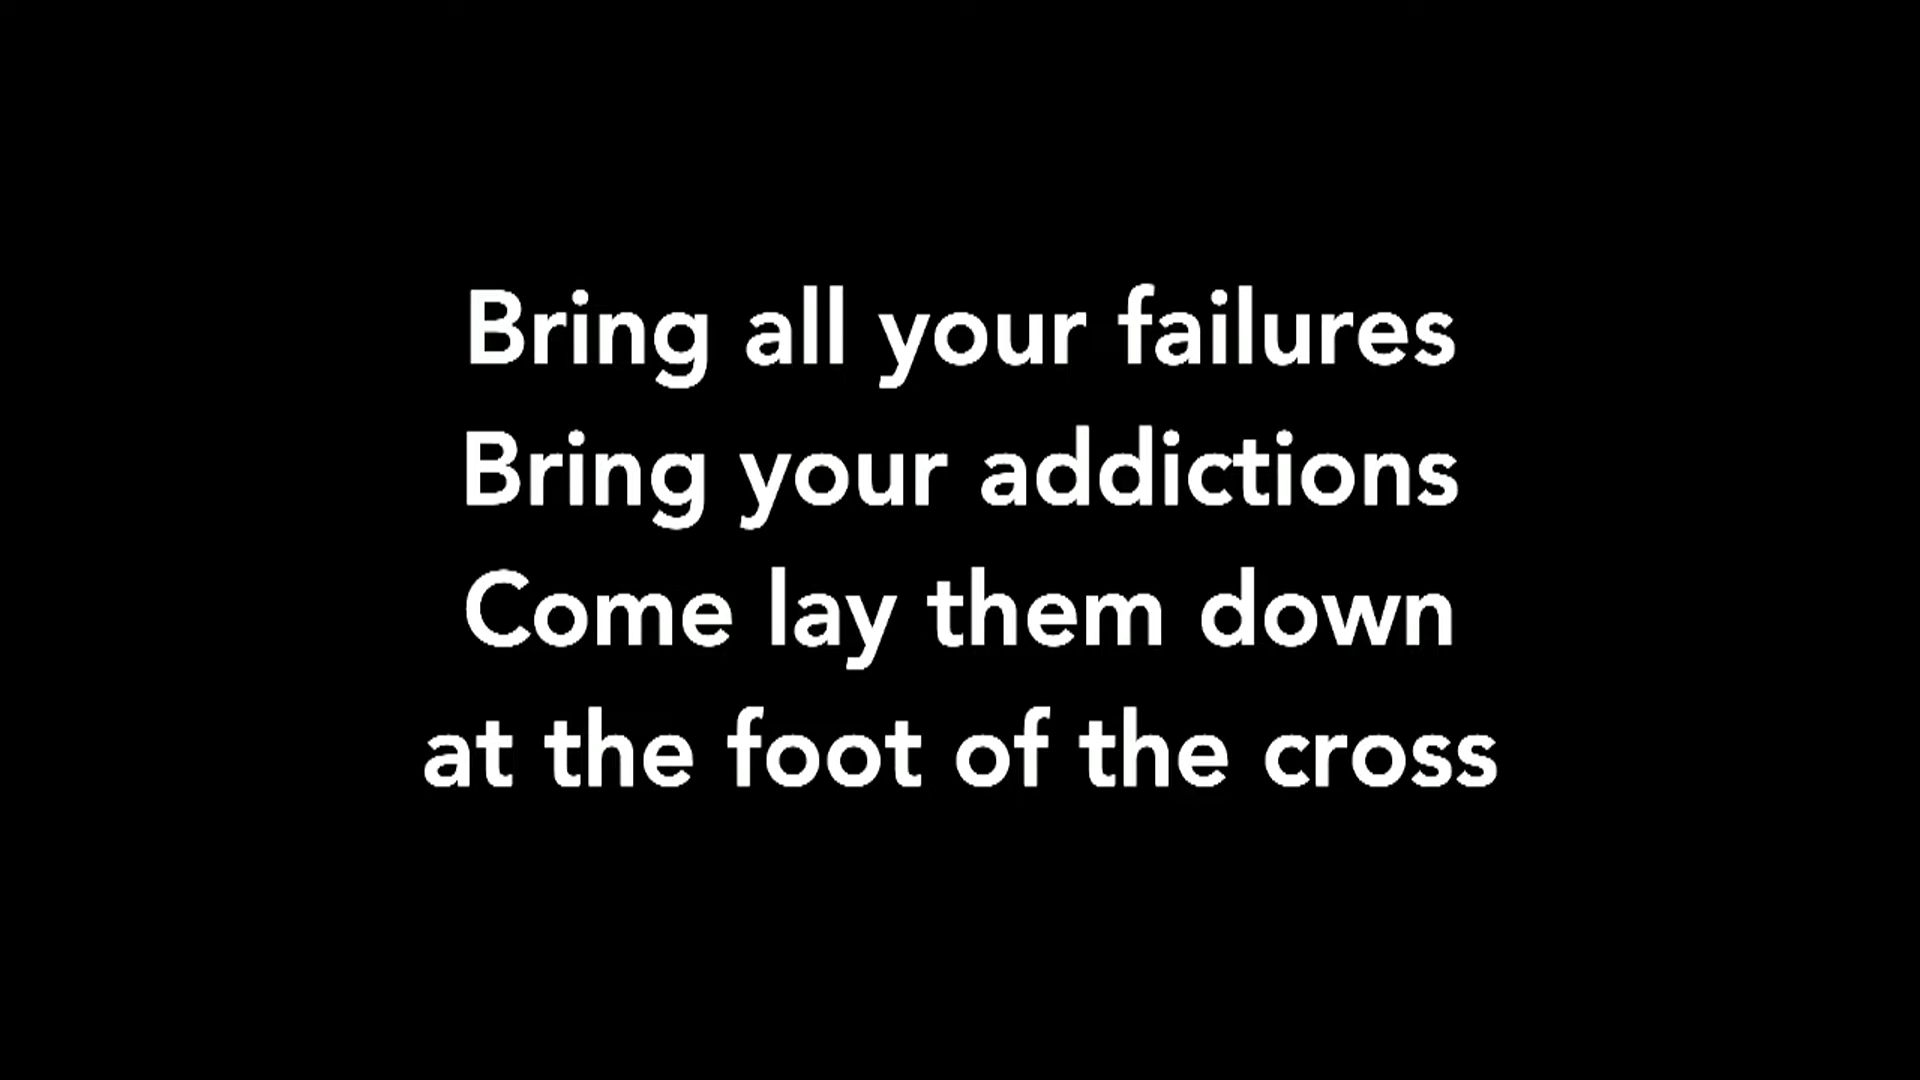 Bring all your failures
Bring your addictions
Come lay them down
at the foot of the cross